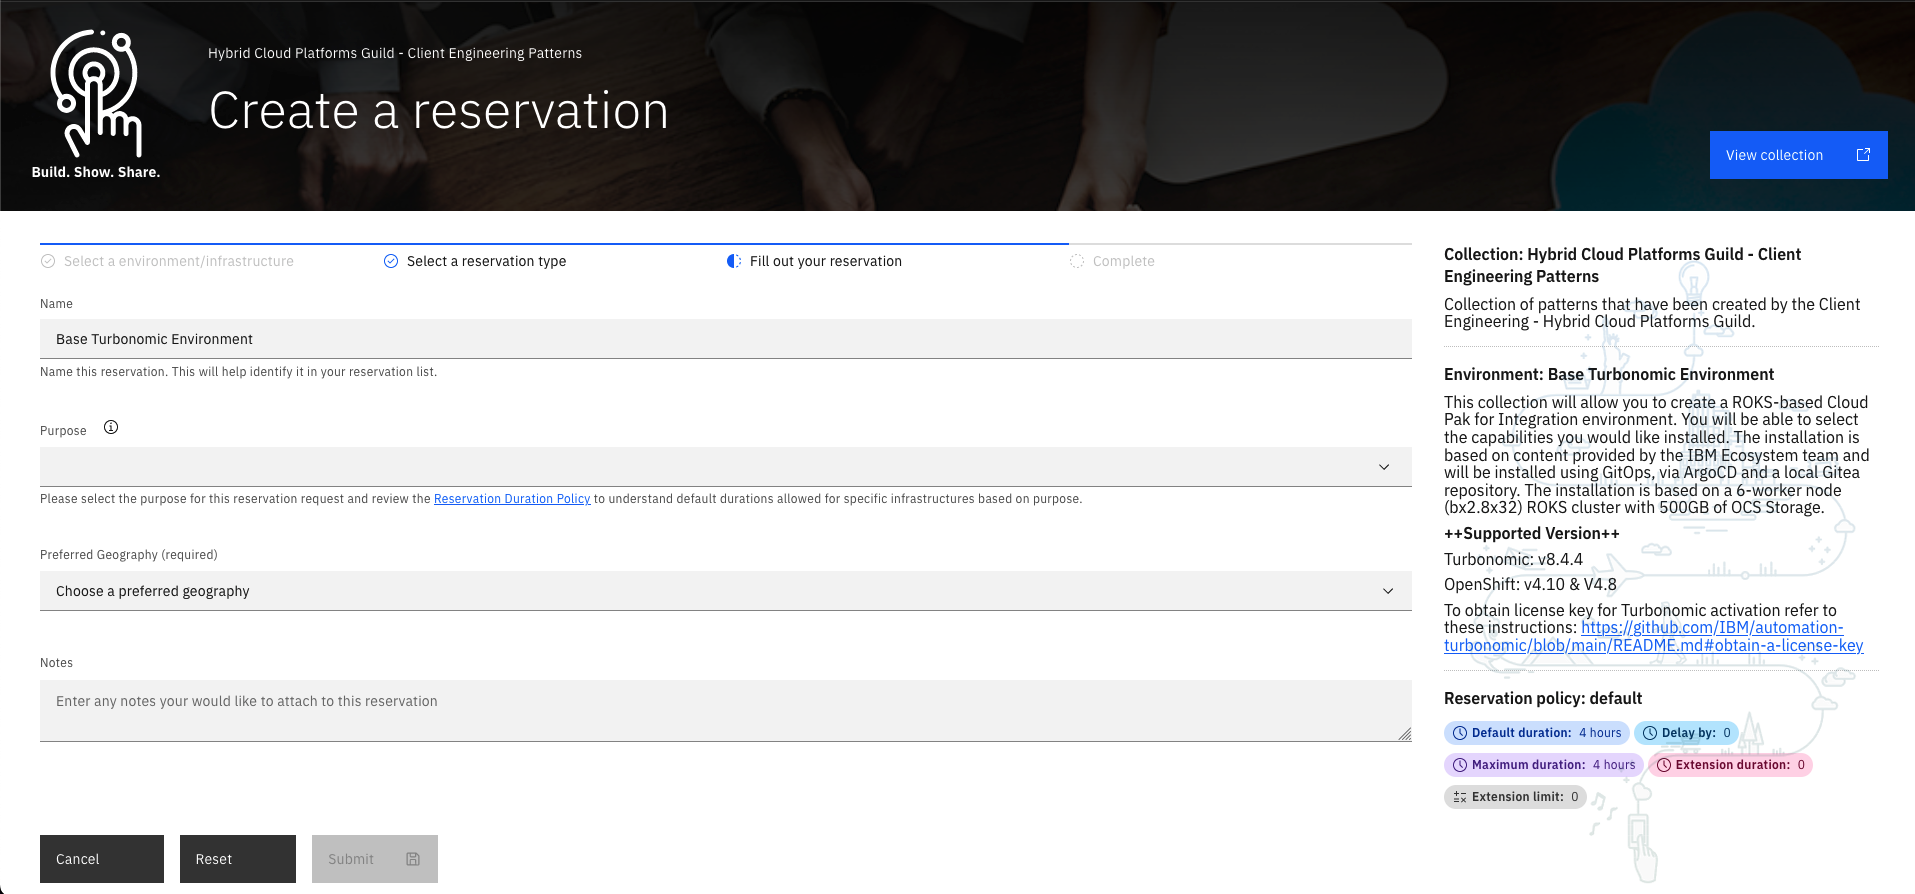 Hybrid Cloud Platforms Guild - Client Engineering Patterns
Create a reservation
Build. Show. Share.
View collection
Select a environment/infrastructure
Select a reservation type
Fill out your reservation
Complete
Name
Base Turbonomic Environment
Name this reservation. This will help identify it in your reservation list.
Purpose
Please select the purpose for this reservation request and review the Reservation Duration Policy to understand default durations allowed for specific infrastructures based on purpose.
Preferred Geography (required)
Choose a preferred geography
Notes
Enter any notes your would like to attach to this reservation
Cancel
Reset
Submit
Collection: Hybrid Cloud Platforms Guild - Client
Engineering Patterns
Collection of patterns that have been created by the Client
Engineering - Hybrid Cloud Platforms Guild.
Environment: Base Turbonomic Environment
This collection will allow you to create a ROKS-based Cloud
Pak for Integration environment. You will be able to select
the capabilities you would like installed. The installation is
based on content provided by the IBM Ecosystem team and
will be installed using GitOps, via ArgoCD and a local Gitea
repository. The installation is based on a 6-worker node
(bx2.8x32) ROKS cluster with 500GB of OCS Storage.
++Supported Version++
Turbonomic: v8.4.4
OpenShift: v4.10 & V4.8
To obtain license key for Turbonomic activation refer to
these instructions: https://github.com/IBM/automation-
turbonomic/blob/main/README.md#obtain-a-license-key
Reservation policy: default
Default duration: 4 hours
Delay by: 0
Maximum duration: 4 hours
Extension duration: 0
Extension limit: 0